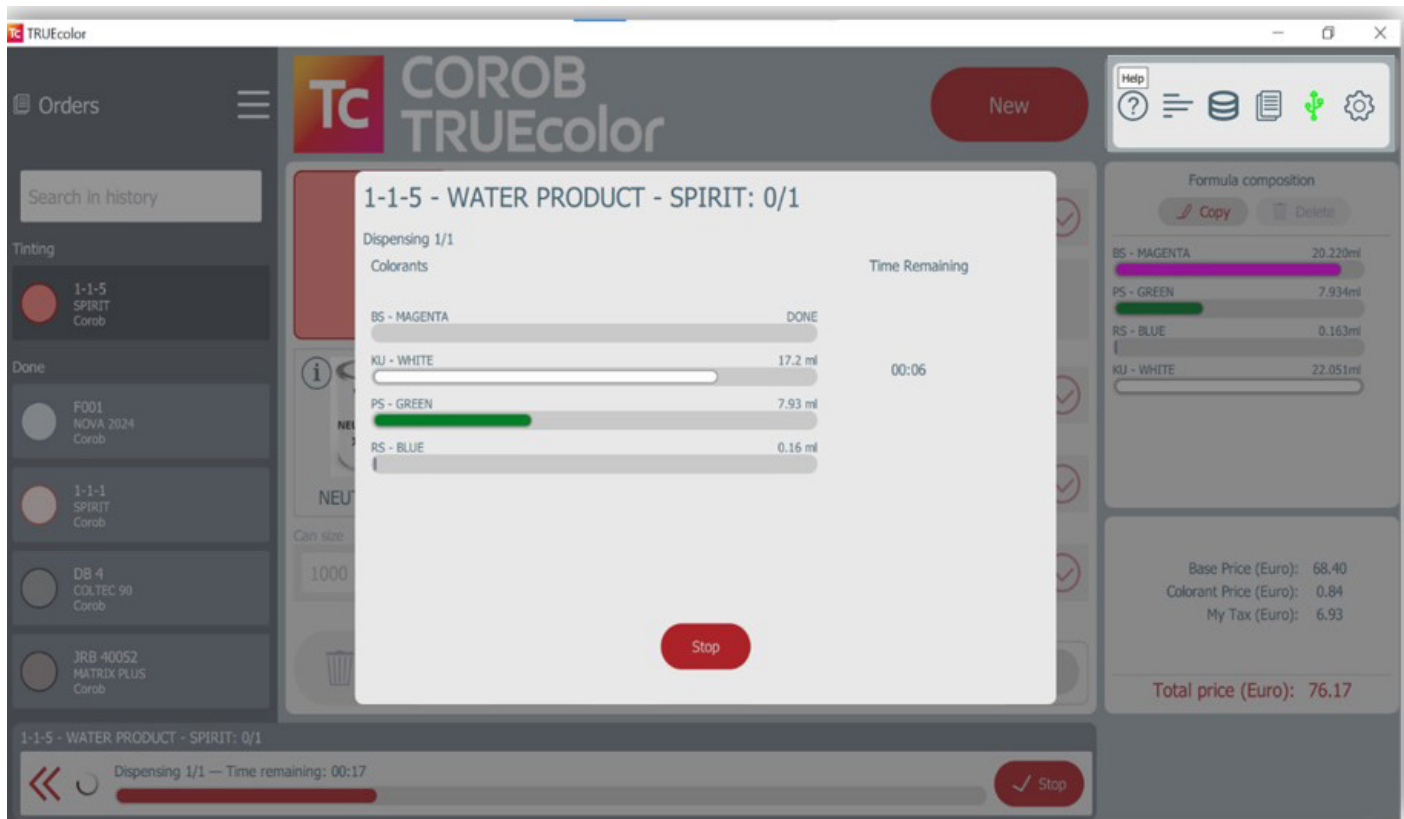 Tc TRUEcolor
Orders
Search in history
Tinting
1-1-5
SPIRIT
Corob
Done
F001
NOVA 2024
Corob
1-1-1
SPIRIT
Corob
DB 4
COLTEC 90
Corob
JRB 40052
MATRIX PLUS
Corob
Tc COROB
TRUEcolor
New
Help
Formula composition
Copy Delete
BS - MAGENTA 20.220ml
PS - GREEN 7.934ml
RS - BLUE 0.163ml
KU - WHITE 22.051ml
1-1-5 - WATER PRODUCT - SPIRIT: 0/1
Dispensing 1/1
Colorants Time Remaining
BS - MAGENTA DONE
KU - WHITE 17.2 ml 00:06
PS - GREEN 7.93 ml
RS - BLUE 0.16 ml
Stop
Can size
1000
Base Price (Euro): 68.40
Colorant Price (Euro): 0.84
My Tax (Euro): 6.93
Total price (Euro): 76.17
1-1-5 - WATER PRODUCT - SPIRIT: 0/1
Dispensing 1/1 — Time remaining: 00:17
Stop